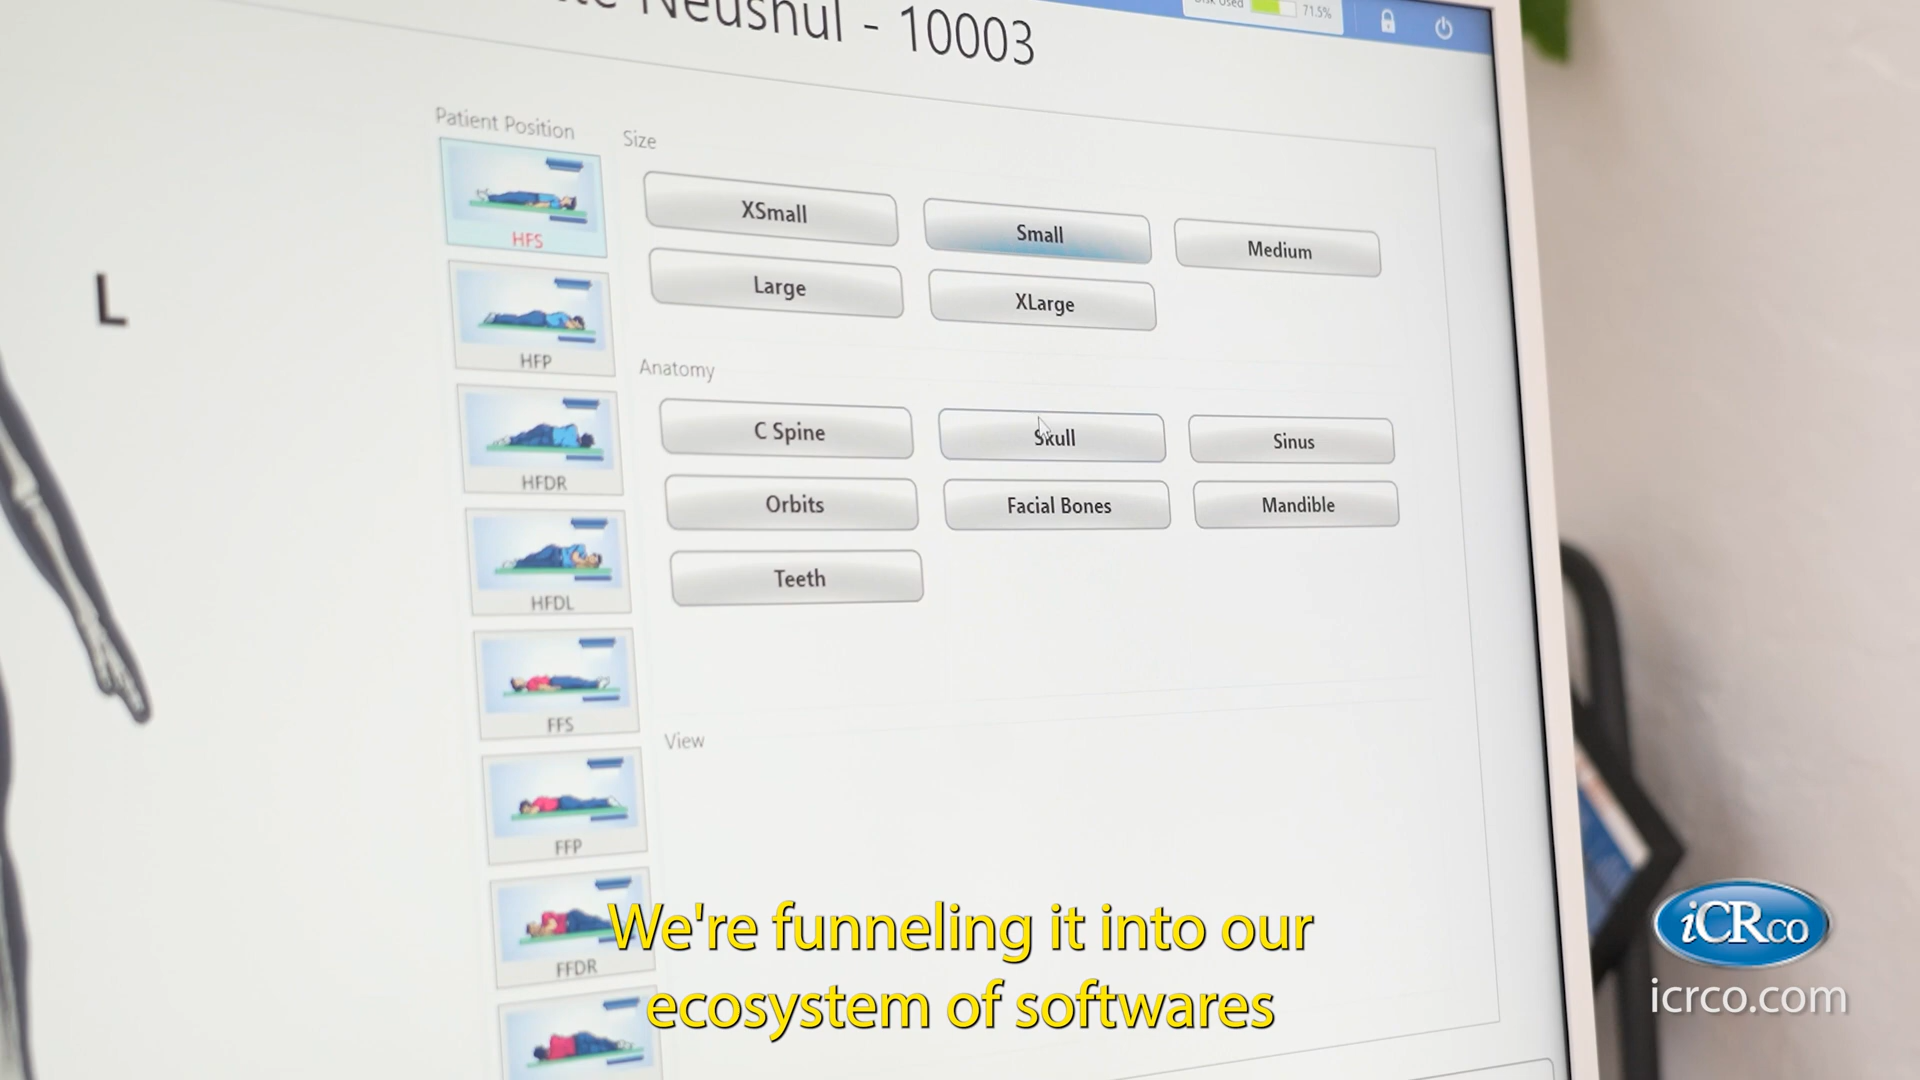 Neushul - 10003
Disk Used 71.5%
Patient Position
Size
HFS
XSmall
Small
Medium
L
HFP
Large
XLarge
Anatomy
HFDR
C Spine
Skull
Sinus
Orbits
Facial Bones
Mandible
HFDL
Teeth
FFS
View
FFP
FFDR
We're funneling it into our
ecosystem of softwares
iCRco
icrco.com